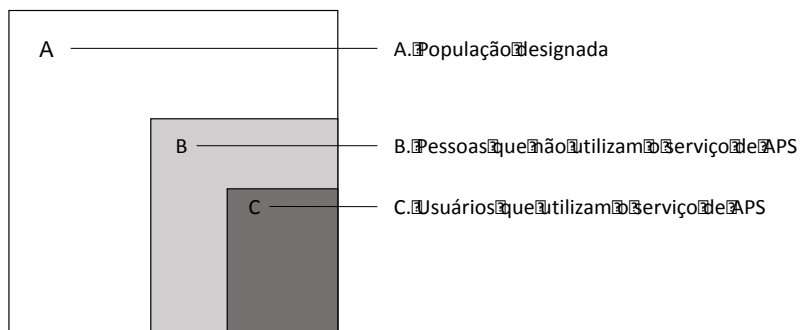 A
A. População designada
B
B. Pessoas que não utilizam o serviço de APS
C
C. Usuários que utilizam o serviço de APS